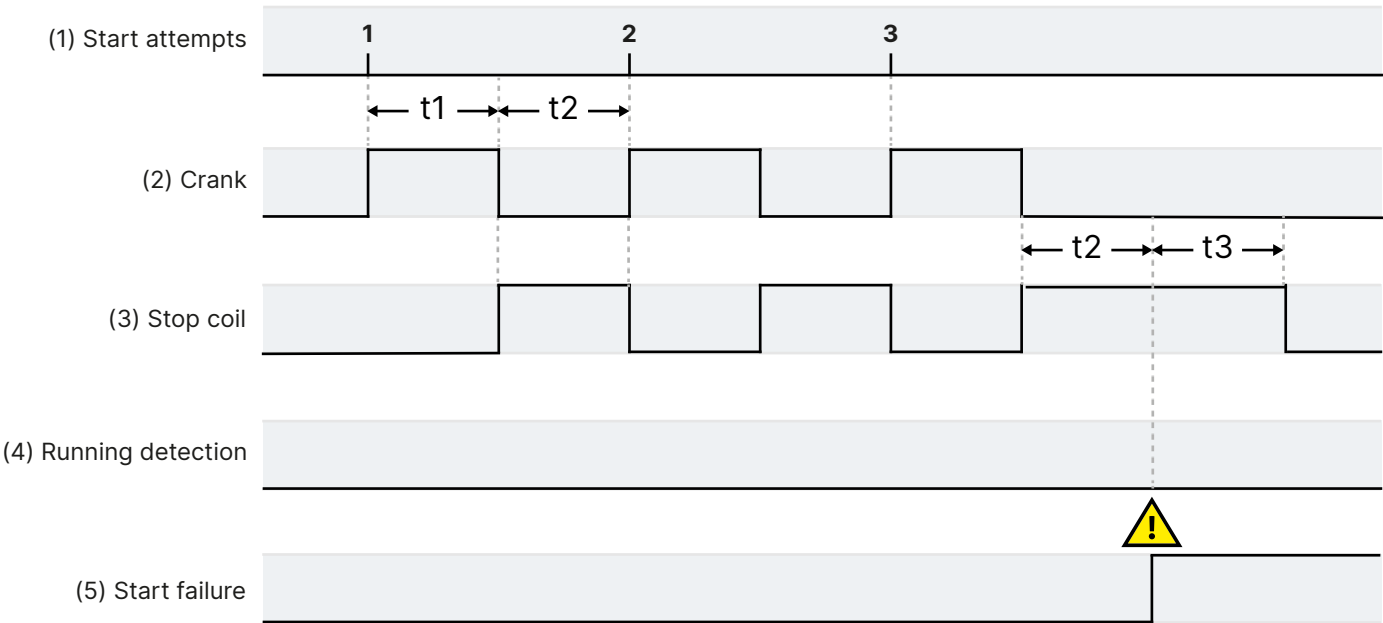 (1) Start attempts
1
2
3
t1
t2
(2) Crank
t2
t3
(3) Stop coil
(4) Running detection
!
(5) Start failure